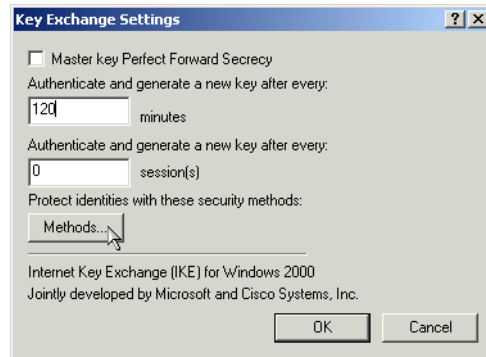 Key Exchange Settings
Master key Perfect Forward Secrecy
Authenticate and generate a new key after every:
120
minutes
Authenticate and generate a new key after every:
0
session(s)
Protect identities with these security methods:
Methods...
Internet Key Exchange (IKE) for Windows 2000
Jointly developed by Microsoft and Cisco Systems, Inc.
OK
Cancel